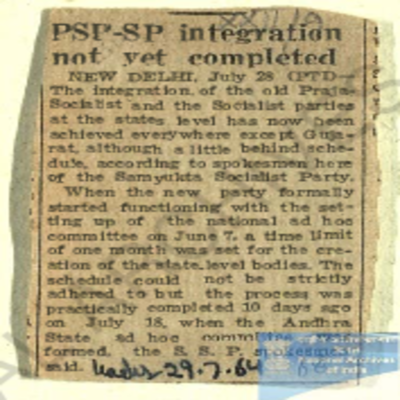 PSP-SP integration
not yet completed
NEW DELHI, July 28 (PTI)—
The integration of the old Praja-
Socialist and the Socialist parties
at the states level has now been
achieved everywhere except Guja-
rat, although a little behind sche-
dule, according to spokesmen here
of the Samyukta Socialist Party.
When the new party formally
started functioning with the set-
ting up of the national ad hoc
committee on June 7, a time limit
of one month was set for the cre-
ation of the state level bodies. The
schedule could not be strictly
adhered to but the process was
practically completed 10 days ago
on July 18, when the Andhra
State ad hoc committee
formed, the S. S. P. spokesmen
said.
29.7.64